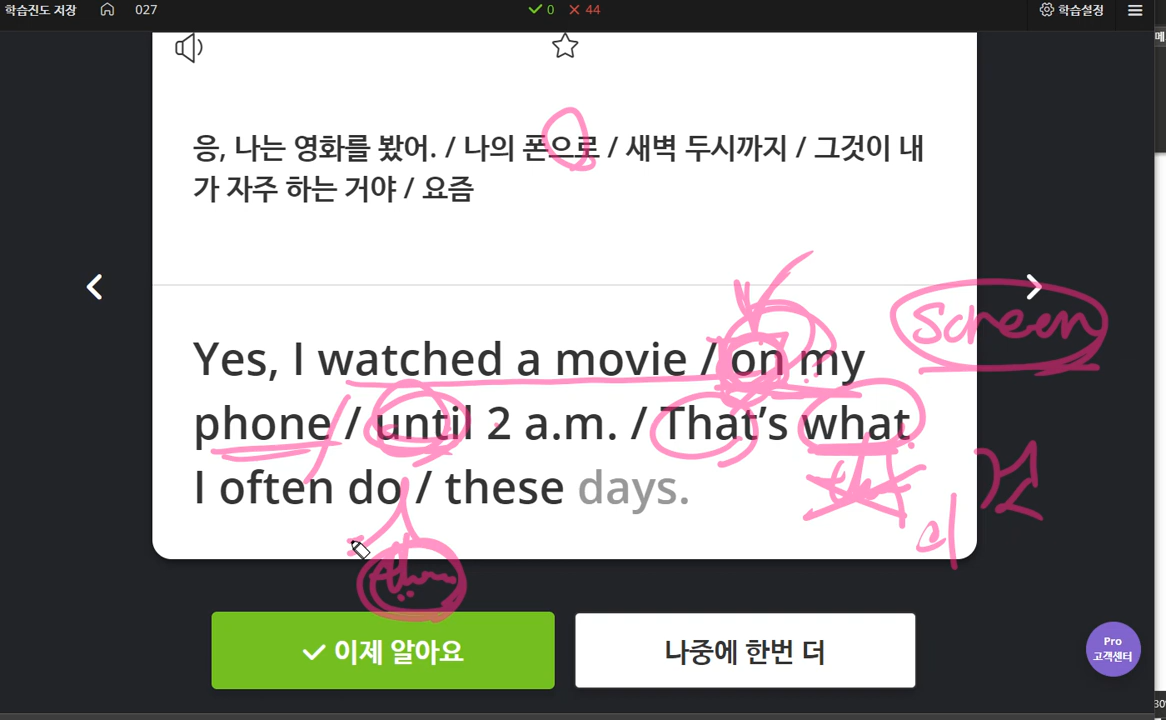 학습진도 저장 027 0 44 학습설정
응, 나는 영화를 봤어. / 나의 폰으로 / 새벽 두시까지 / 그것이 내
가 자주 하는 거야 / 요즘
screen
Yes, I watched a movie / on my
phone / until 2 a.m. / That's what
I often do / these days.
이제 알아요
나중에 한번 더
Pro
고객센터